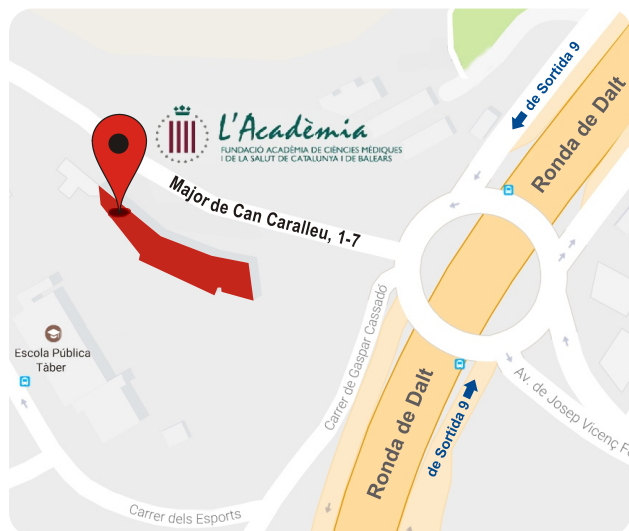 de Sortida 9
Ronda de Dalt
L'Acadèmia
FUNDACIÓ ACADÈMIA DE CIÈNCIES MÈDIQUES
I DE LA SALUT DE CATALUNYA I DE BALEARS
Major de Can Caralleu, 1-7
Carrer de Gaspar Cassadó
Escola Pública
Tàber
Av. de Josep Vicenç
Ronda de Dalt
de Sortida 9
Carrer dels Esports